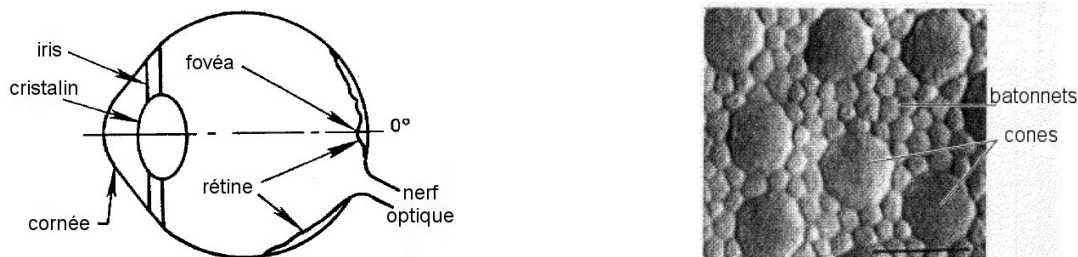 iris
cristalin
cornée
fovéa
rétine
0°
nerf
optique
batonnets
cones